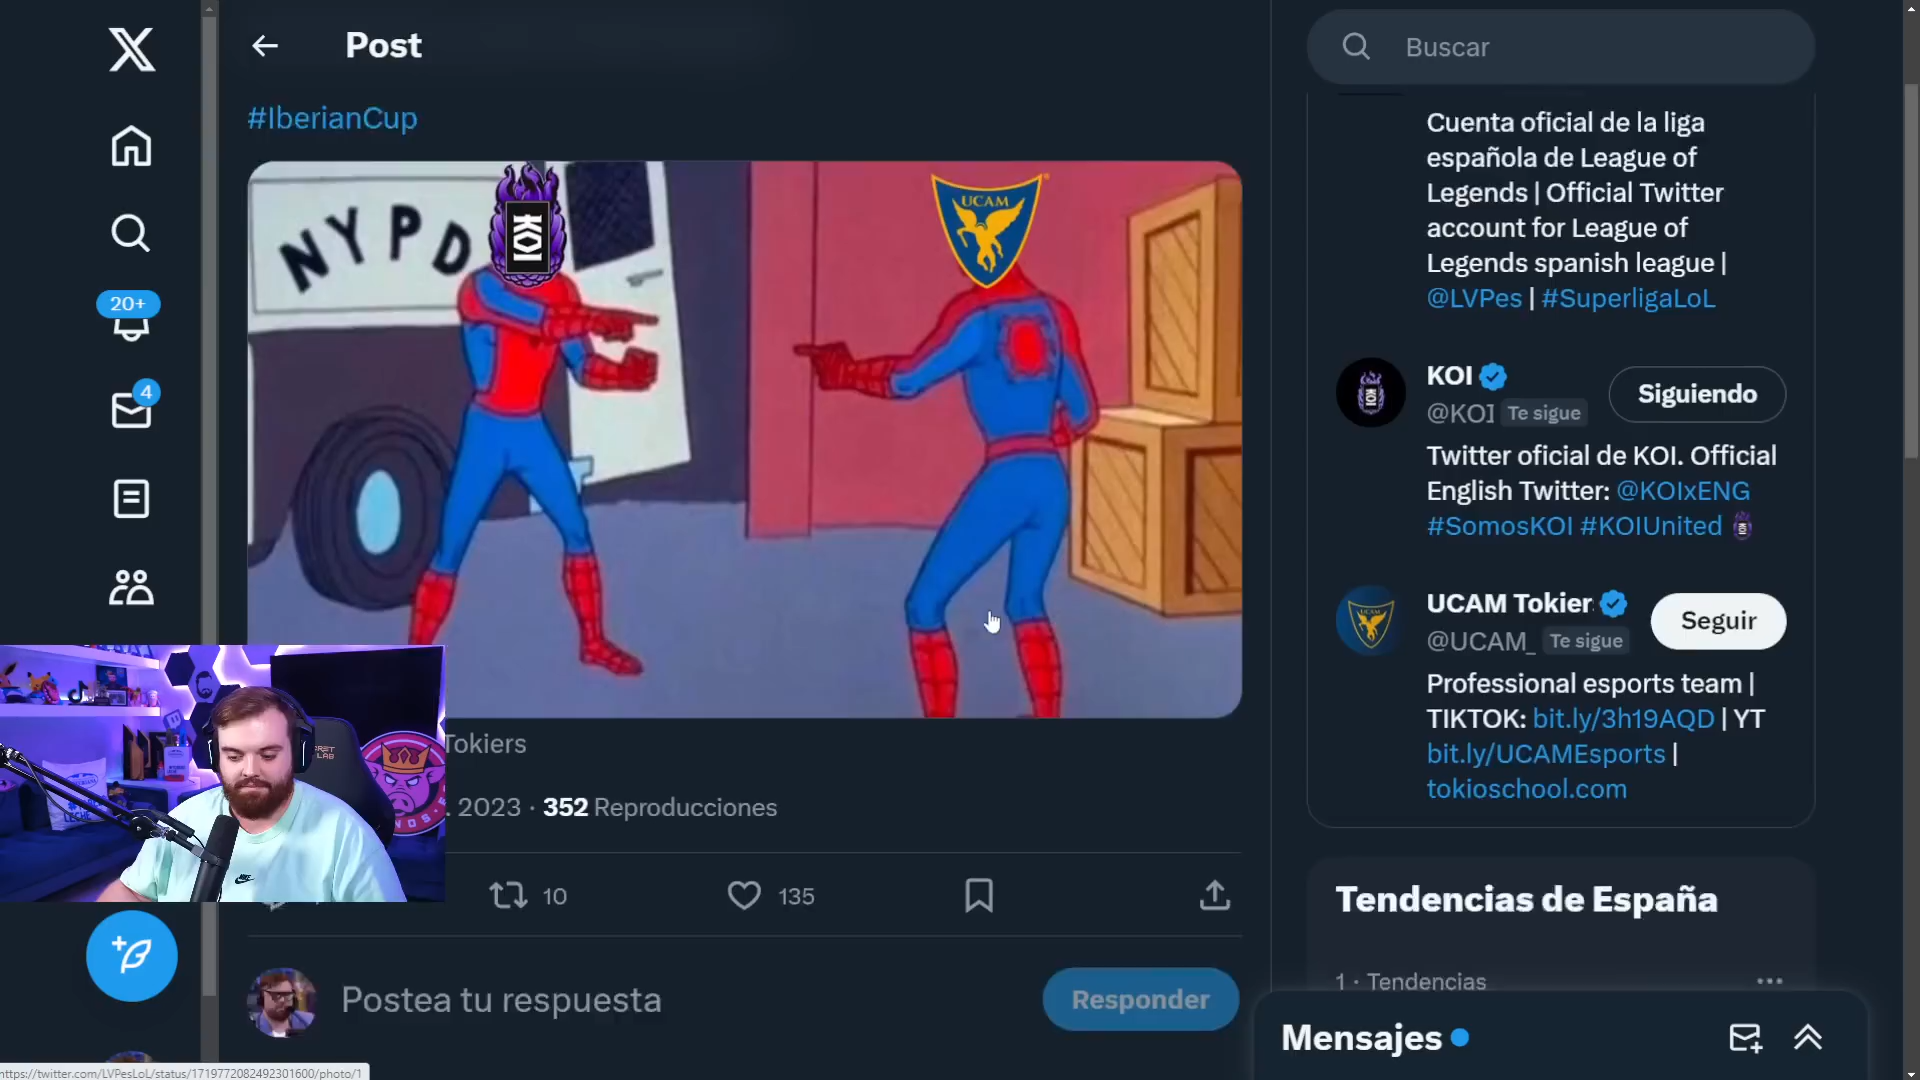 Post
Buscar
#IberianCup
NYPD
KOI
UCAM
20+
4
Cuenta oficial de la liga
española de League of
Legends | Official Twitter
account for League of
Legends spanish league |
@LVPes | #SuperligaLoL
KOI
Siguiendo
@KOI Te sigue
Twitter oficial de KOI. Official
English Twitter: @KOIxENG
#SomosKOI #KOIUnited
UCAM Tokier
Seguir
@UCAM_ Te sigue
Professional esports team |
TIKTOK: bit.ly/3h19AQD | YT
bit.ly/UCAMEsports |
tokioschool.com
Tokiers
. 2023 · 352 Reproducciones
10
135
Postea tu respuesta
Responder
Tendencias de España
1 · Tendencias
Mensajes
https://twitter.com/LVPesLoL/status/1719772082492301600/photo/1